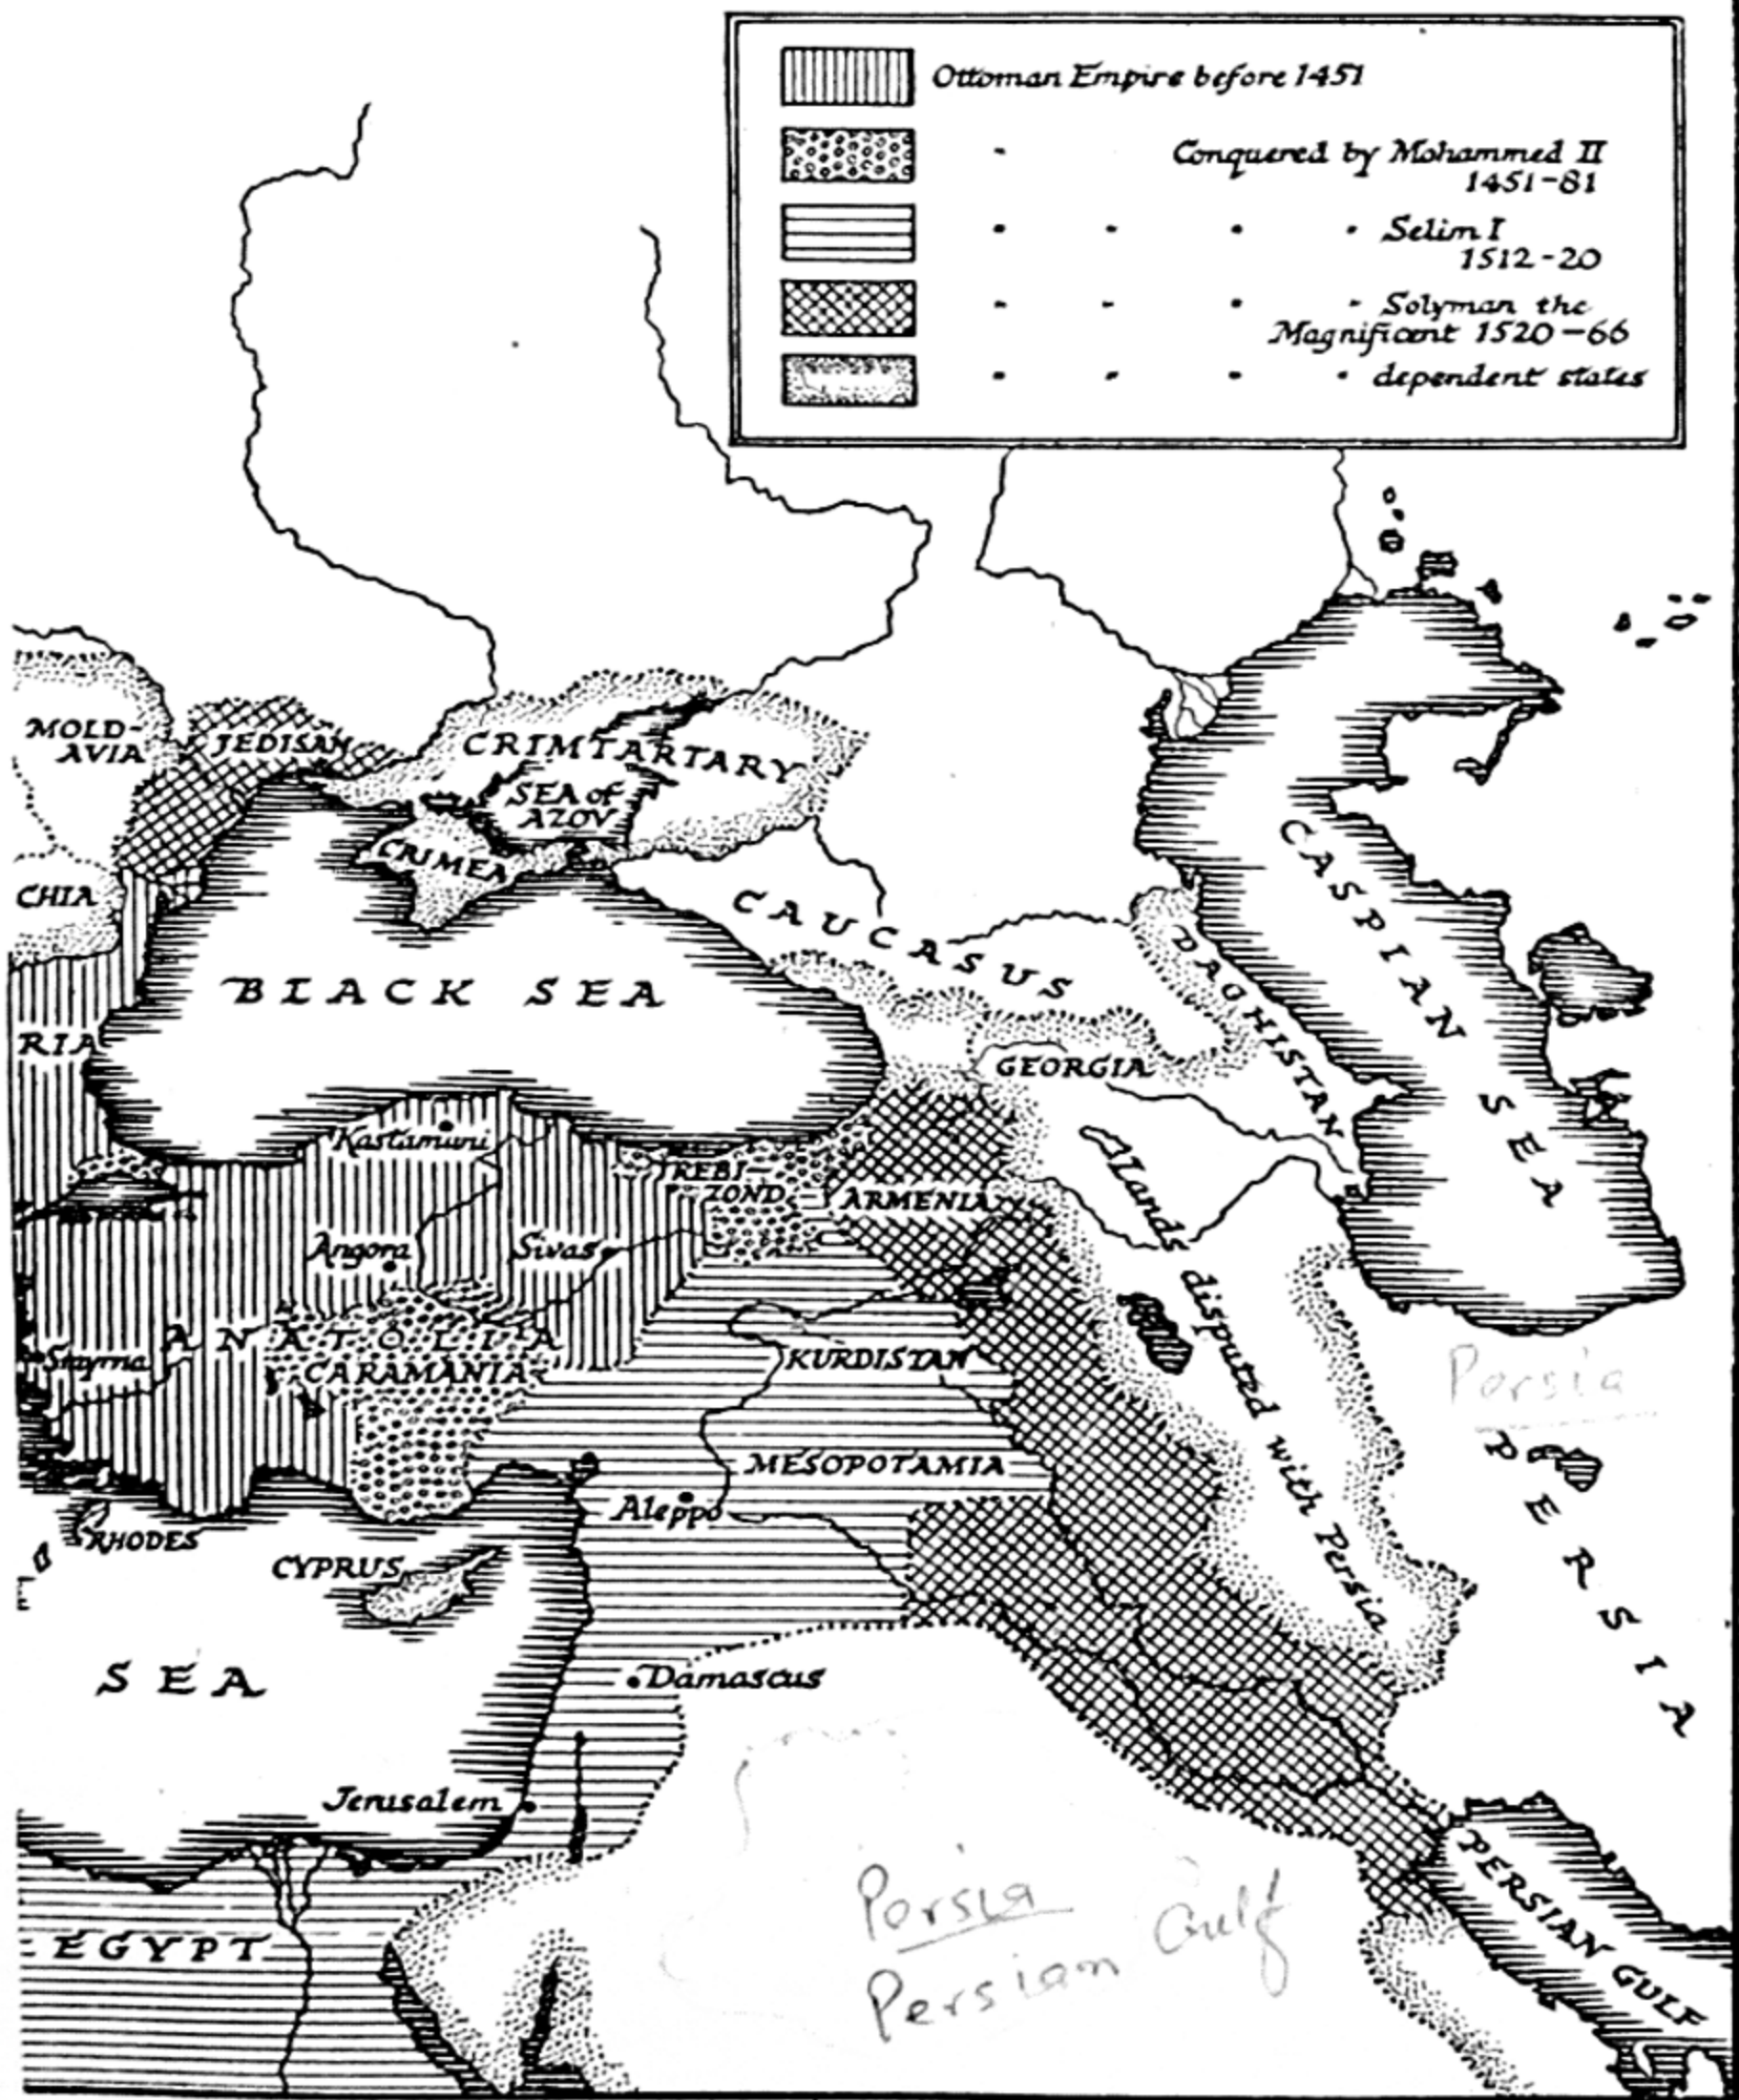 Ottoman Empire before 1451
- Conquered by Mohammed II
1451-81
- - - - Selim I
1512-20
- - - - Solyman the
Magnificent 1520-66
- - - - dependent states
MOLD-
AVIA
JEDISAN
CRIM TARTARY
SEA of
AZOV
CRIMEA
CHIA
CAUCASUS
CASPIAN SEA
DAGHISTAN
BLACK SEA
RIA
GEORGIA
Kastamuni
TREBI-
ZOND
ARMENIA
Angora
Sivas
Alands disputed with Persia
ANATOLIA
Smyrna
CARAMANIA
KURDISTAN
Persia
MESOPOTAMIA
PERSIA
Aleppo
RHODES
CYPRUS
SEA
Damascus
Jerusalem
PERSIAN GULF
Persia
Persian Gulf
EGYPT